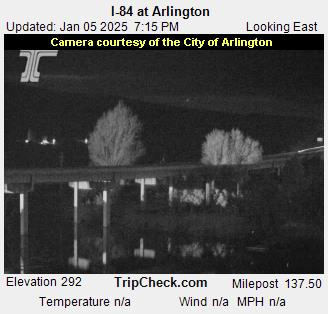 I-84 at Arlington
Updated: Jan 05 2025 7:15 PM Looking East
Camera courtesy of the City of Arlington
Elevation 292 TripCheck.com Milepost 137.50
Temperature n/a Wind n/a MPH n/a